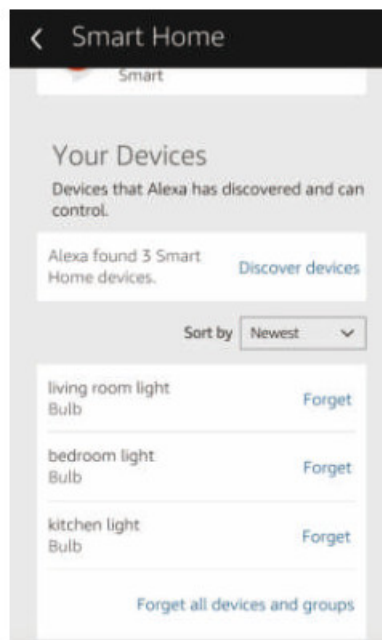 Smart Home
Smart
Your Devices
Devices that Alexa has discovered and can
control.
Alexa found 3 Smart
Home devices.
Discover devices
Sort by Newest
living room light
Bulb
Forget
bedroom light
Bulb
Forget
kitchen light
Bulb
Forget
Forget all devices and groups